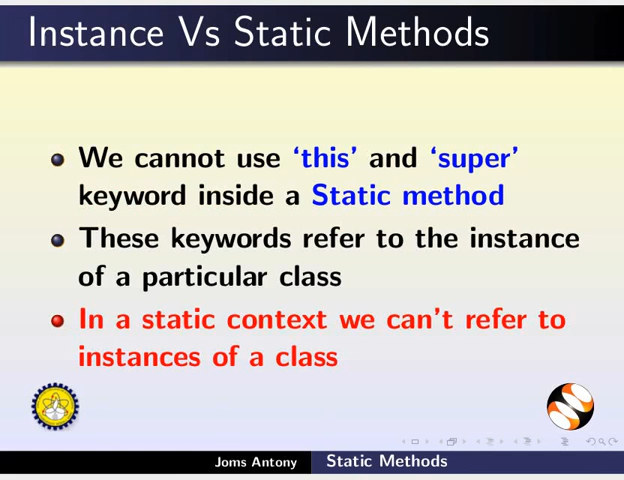 Instance Vs Static Methods
We cannot use ‘this’ and ‘super’
keyword inside a Static method
These keywords refer to the instance
of a particular class
In a static context we can’t refer to
instances of a class
Joms Antony Static Methods